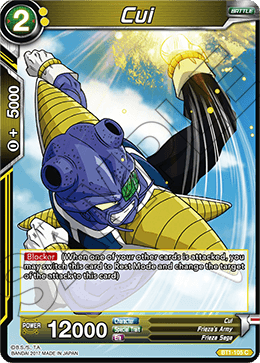 BATTLE
2
Cui
0 + 5000
Blocker (When one of your other cards is attacked, you
may switch this card to Rest Mode and change the target
of the attack to this card)
©B.S./S., T.A.
BANDAI 2017 MADE IN JAPAN
POWER 12000
Character Cui
Special Trait Frieza's Army
Era Frieza Saga
BT1-105 C